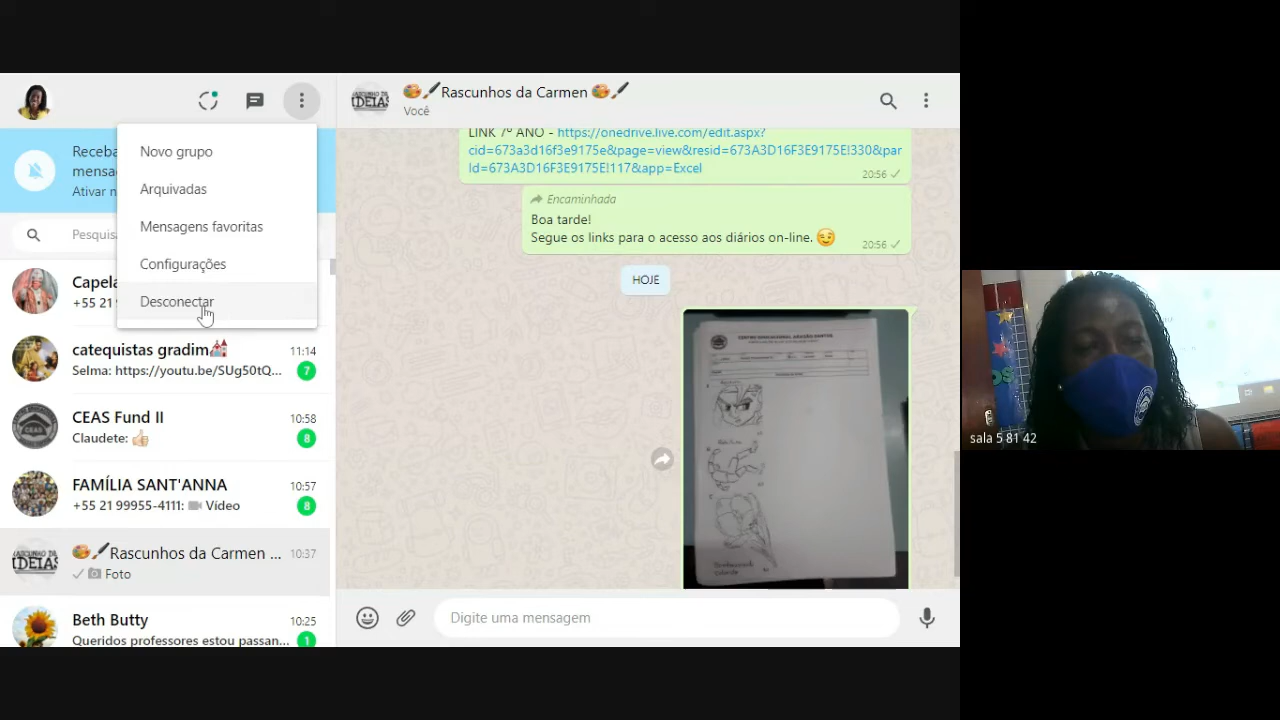 Receba
mensa
Ativar n
Pesquis
Novo grupo
Arquivadas
Mensagens favoritas
Configurações
Desconectar
Capela
+55 21
catequistas gradim
11:14
Selma: https://youtu.be/SUg50tQ...
7
CEAS Fund II
10:58
Claudete: 👍🏻
8
FAMÍLIA SANT'ANNA
10:57
+55 21 99955-4111: Vídeo
8
🎨🖌Rascunhos da Carmen ...
10:37
Foto
Beth Butty
10:25
Queridos professores estou passan...
1
🎨🖌Rascunhos da Carmen 🎨🖌
Você
LINK 7º ANO - https://onedrive.live.com/edit.aspx?
cid=673a3d16f3e9175e&page=view&resid=673A3D16F3E9175E!330&par
Id=673A3D16F3E9175E!117&app=Excel
20:56
Encaminhada
Boa tarde!
Segue os links para o acesso aos diários on-line. 😉
20:56
HOJE
CENTRO EDUCACIONAL
Digite uma mensagem
CEAS
IDEIAS
sala 5 81 42